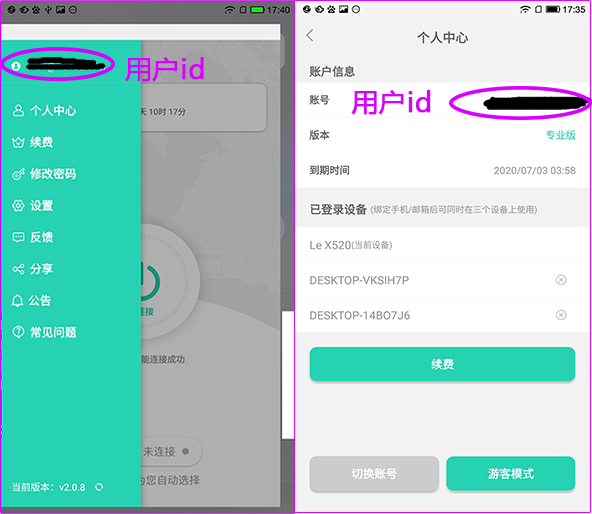 17:40
用户id
个人中心
续费
修改密码
设置
反馈
分享
公告
常见问题
当前版本：v2.0.8
天 10时 17分
连接
能连接成功
未连接
为您自动选择
17:35
个人中心
账户信息
账号
用户id
版本
专业版
到期时间
2020/07/03 03:58
已登录设备 (绑定手机/邮箱后可同时在三个设备上使用)
Le X520(当前设备)
DESKTOP-VKSIH7P
DESKTOP-14BO7J6
续费
切换账号
游客模式